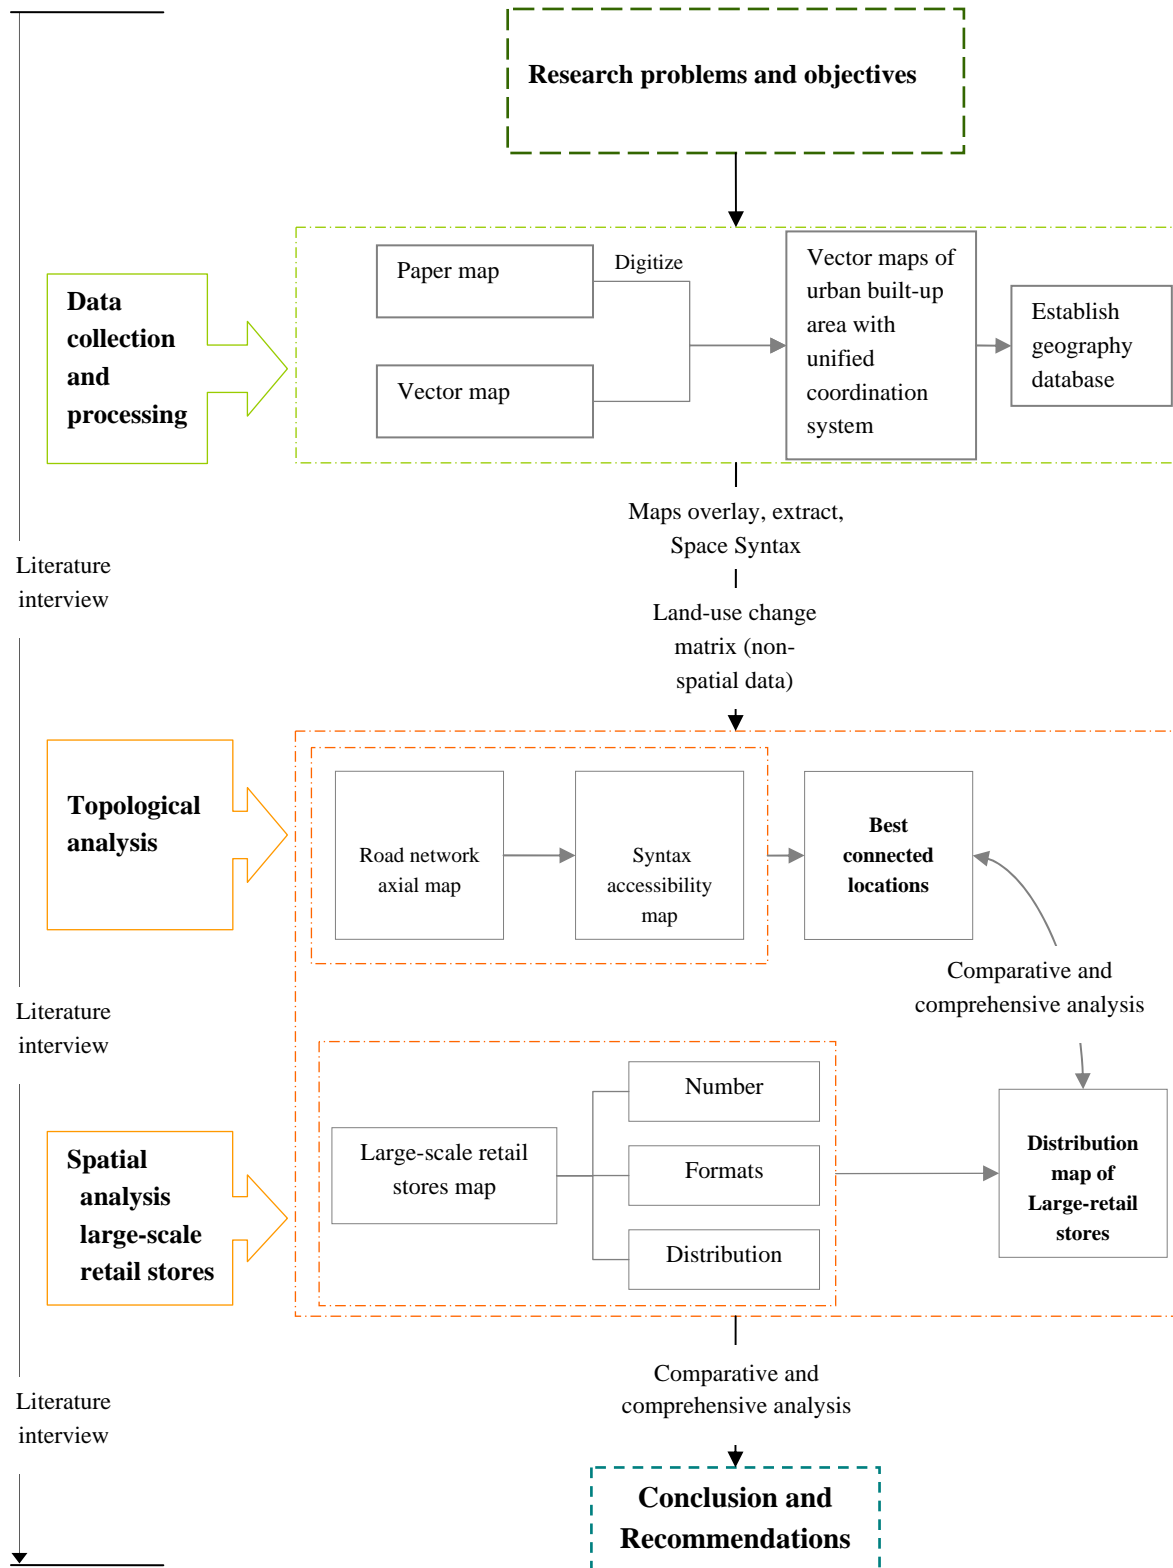 Research problems and objectives
Data
collection
and
processing
Paper map
Digitize
Vector map
Vector maps of
urban built-up
area with
unified
coordination
system
Establish
geography
database
Maps overlay, extract,
Space Syntax
Literature
interview
Land-use change
matrix (non-
spatial data)
Topological
analysis
Road network
axial map
Syntax
accessibility
map
Best
connected
locations
Comparative and
comprehensive analysis
Literature
interview
Spatial
analysis
large-scale
retail stores
Large-scale retail
stores map
Number
Formats
Distribution
Distribution
map of
Large-retail
stores
Comparative and
comprehensive analysis
Literature
interview
Conclusion and
Recommendations